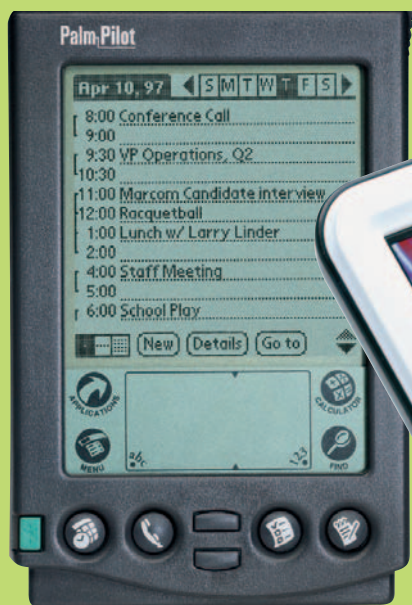 Palm Pilot
Apr 10, 97 S M T W T F S
8:00 Conference Call
9:00
9:30 VP Operations, Q2
10:30
11:00 Marcom Candidate interview
12:00 Racquetball
1:00 Lunch w/ Larry Linder
2:00
4:00 Staff Meeting
5:00
6:00 School Play
New Details Go to
APPLICATIONS CALCULATOR
MENU abc 123 FIND